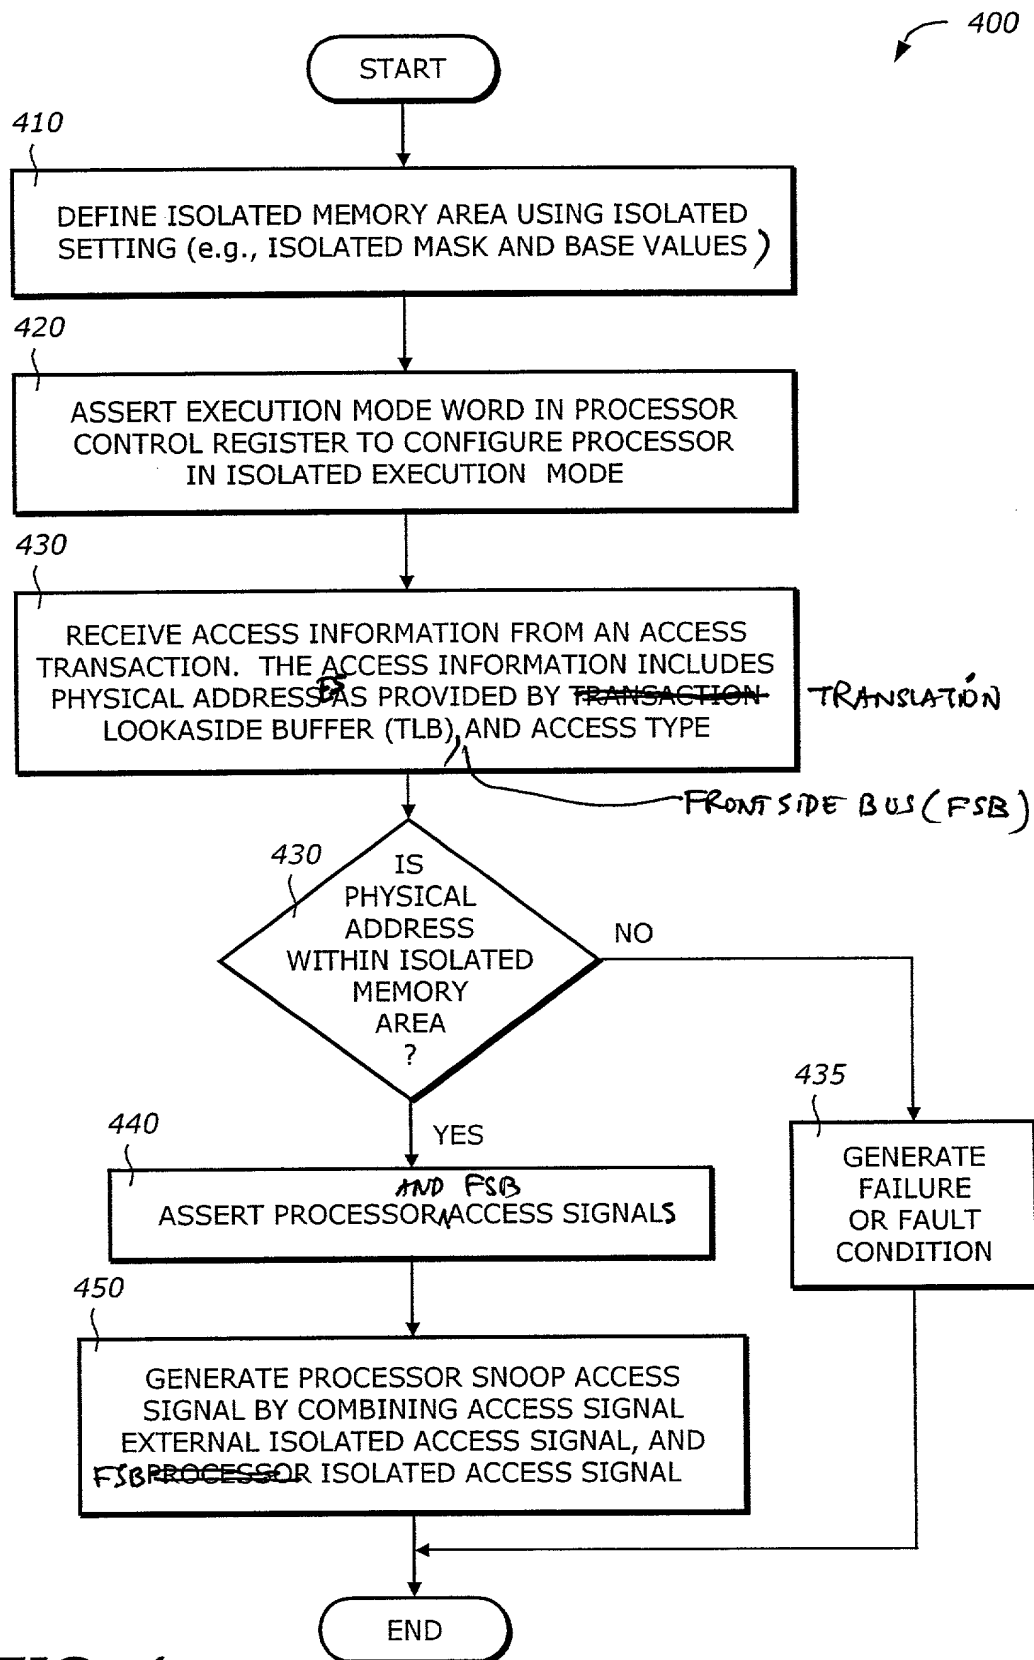 400
START
410
DEFINE ISOLATED MEMORY AREA USING ISOLATED
SETTING (e.g., ISOLATED MASK AND BASE VALUES )
420
ASSERT EXECUTION MODE WORD IN PROCESSOR
CONTROL REGISTER TO CONFIGURE PROCESSOR
IN ISOLATED EXECUTION MODE
430
RECEIVE ACCESS INFORMATION FROM AN ACCESS
TRANSACTION. THE ACCESS INFORMATION INCLUDES
PHYSICAL ADDRESS ES AS PROVIDED BY TRANSACTION TRANSLATION
LOOKASIDE BUFFER (TLB), AND ACCESS TYPE
FRONT SIDE BUS (FSB)
430
IS
PHYSICAL
ADDRESS
WITHIN ISOLATED
MEMORY
AREA
?
NO
YES
435
GENERATE
FAILURE
OR FAULT
CONDITION
440
AND FSB
ASSERT PROCESSOR ACCESS SIGNALS
450
GENERATE PROCESSOR SNOOP ACCESS
SIGNAL BY COMBINING ACCESS SIGNAL
EXTERNAL ISOLATED ACCESS SIGNAL, AND
FSB PROCESSOR ISOLATED ACCESS SIGNAL
END